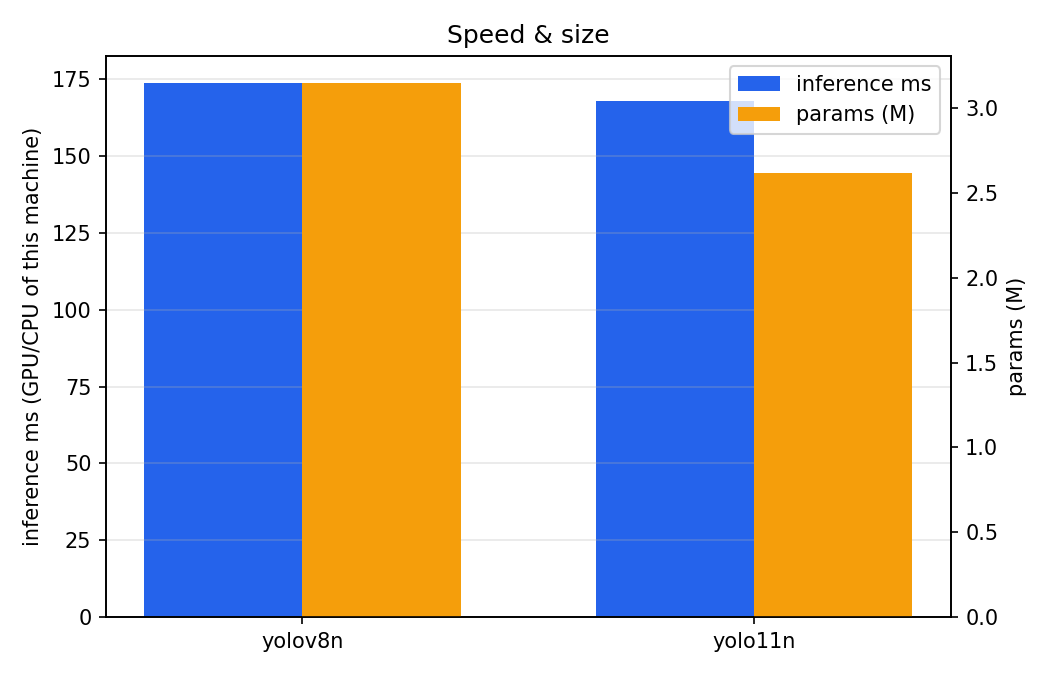 Speed & size
inference ms
params (M)
inference ms (GPU/CPU of this machine)
175
150
125
100
75
50
25
0
3.0
2.5
2.0
1.5
1.0
0.5
0.0
params (M)
yolov8n
yolo11n